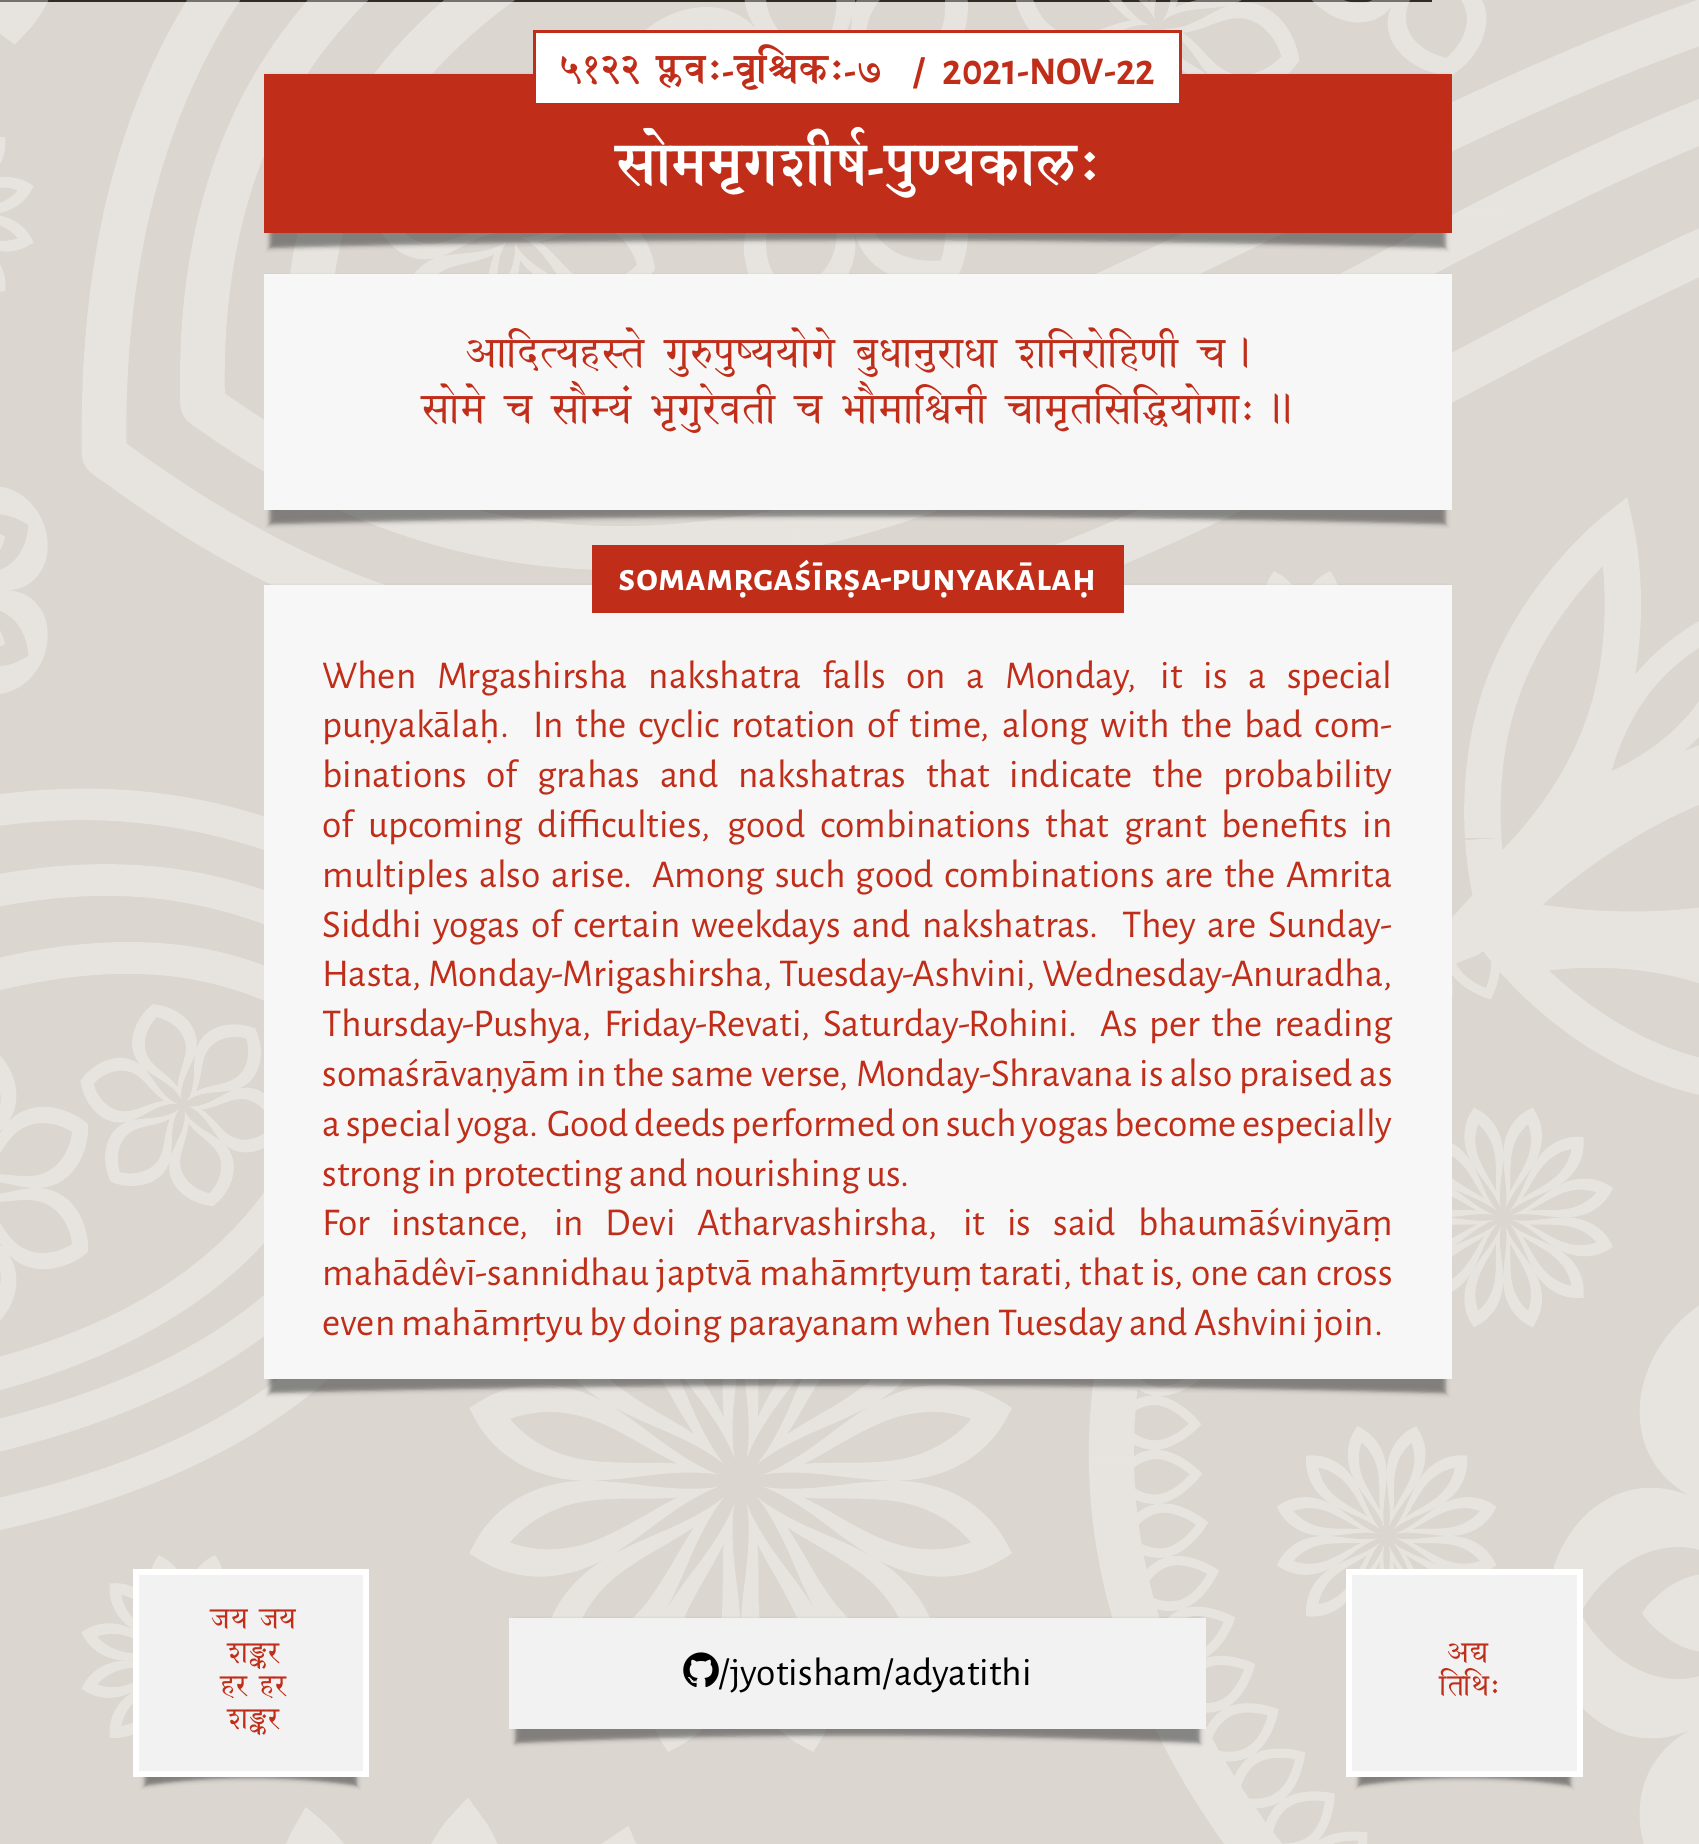 ५१२२ प्लवः-वृश्चिकः-७ / 2021-NOV-22
सोममृगशीर्ष-पुण्यकालः
आदित्यहस्ते गुरुपुष्ययोगे बुधानुराधा शनिरोहिणी च।
सोमे च सौम्यं भृगुरेवती च भौमाश्विनी चामृतसिद्धियोगाः॥
SOMAMṚGAŚĪRṢA-PUṆYAKĀLAḤ
When Mrgashirsha nakshatra falls on a Monday, it is a special
puṇyakālaḥ. In the cyclic rotation of time, along with the bad com-
binations of grahas and nakshatras that indicate the probability
of upcoming difficulties, good combinations that grant benefits in
multiples also arise. Among such good combinations are the Amrita
Siddhi yogas of certain weekdays and nakshatras. They are Sunday-
Hasta, Monday-Mrigashirsha, Tuesday-Ashvini, Wednesday-Anuradha,
Thursday-Pushya, Friday-Revati, Saturday-Rohini. As per the reading
somaśrāvaṇyām in the same verse, Monday-Shravana is also praised as
a special yoga. Good deeds performed on such yogas become especially
strong in protecting and nourishing us.
For instance, in Devi Atharvashirsha, it is said bhaumāśvinyāṃ
mahādêvī-sannidhau japtvā mahāmṛtyuṃ tarati, that is, one can cross
even mahāmṛtyu by doing parayanam when Tuesday and Ashvini join.
जय जय
शङ्कर
हर हर
शङ्कर
/jyotisham/adyatithi
अद्य
तिथिः